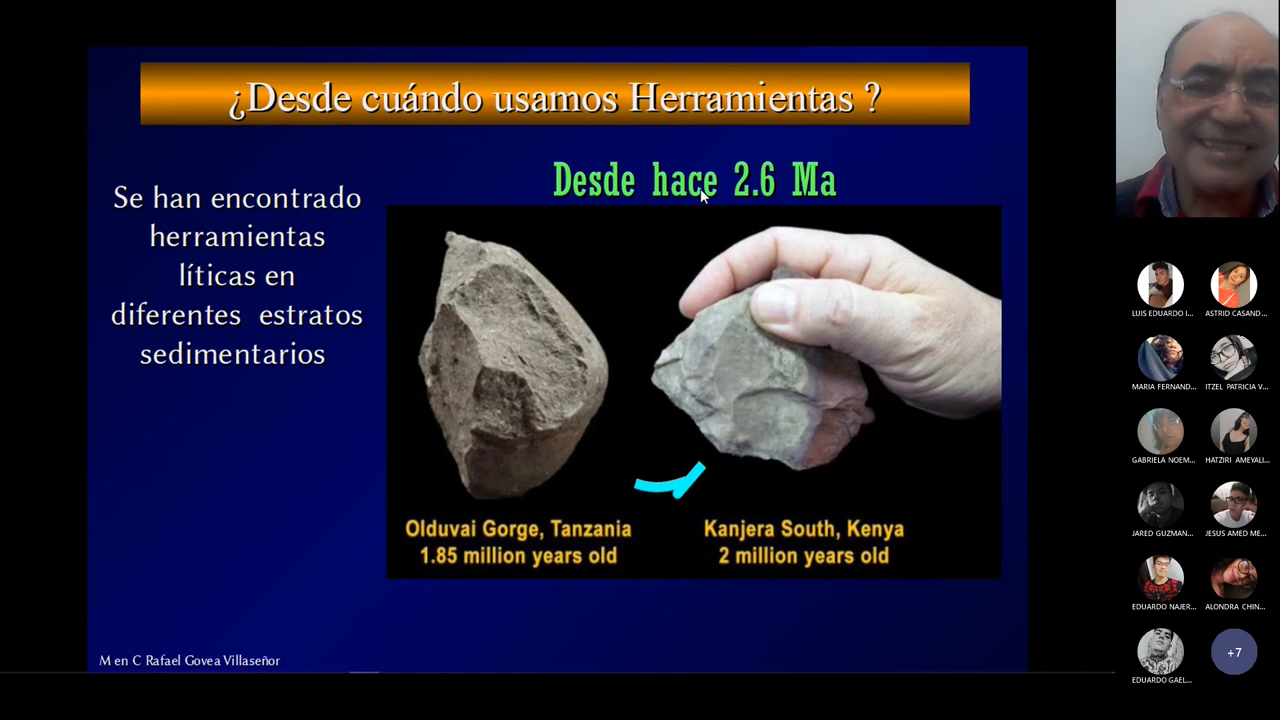 ¿Desde cuándo usamos Herramientas ?
Desde hace 2.6 Ma
Se han encontrado
herramientas
líticas en
diferentes estratos
sedimentarios
Olduvai Gorge, Tanzania
1.85 million years old
Kanjera South, Kenya
2 million years old
M en C Rafael Govea Villaseñor
LUIS EDUARDO I...
ASTRID CASAND...
MARIA FERNAND...
ITZEL PATRICIA V...
GABRIELA NOEM...
HATZIRI AMEYALI...
JARED GUZMAN...
JESUS AMED ME...
EDUARDO NAJER...
ALONDRA CHIN...
EDUARDO GAEL...
+7